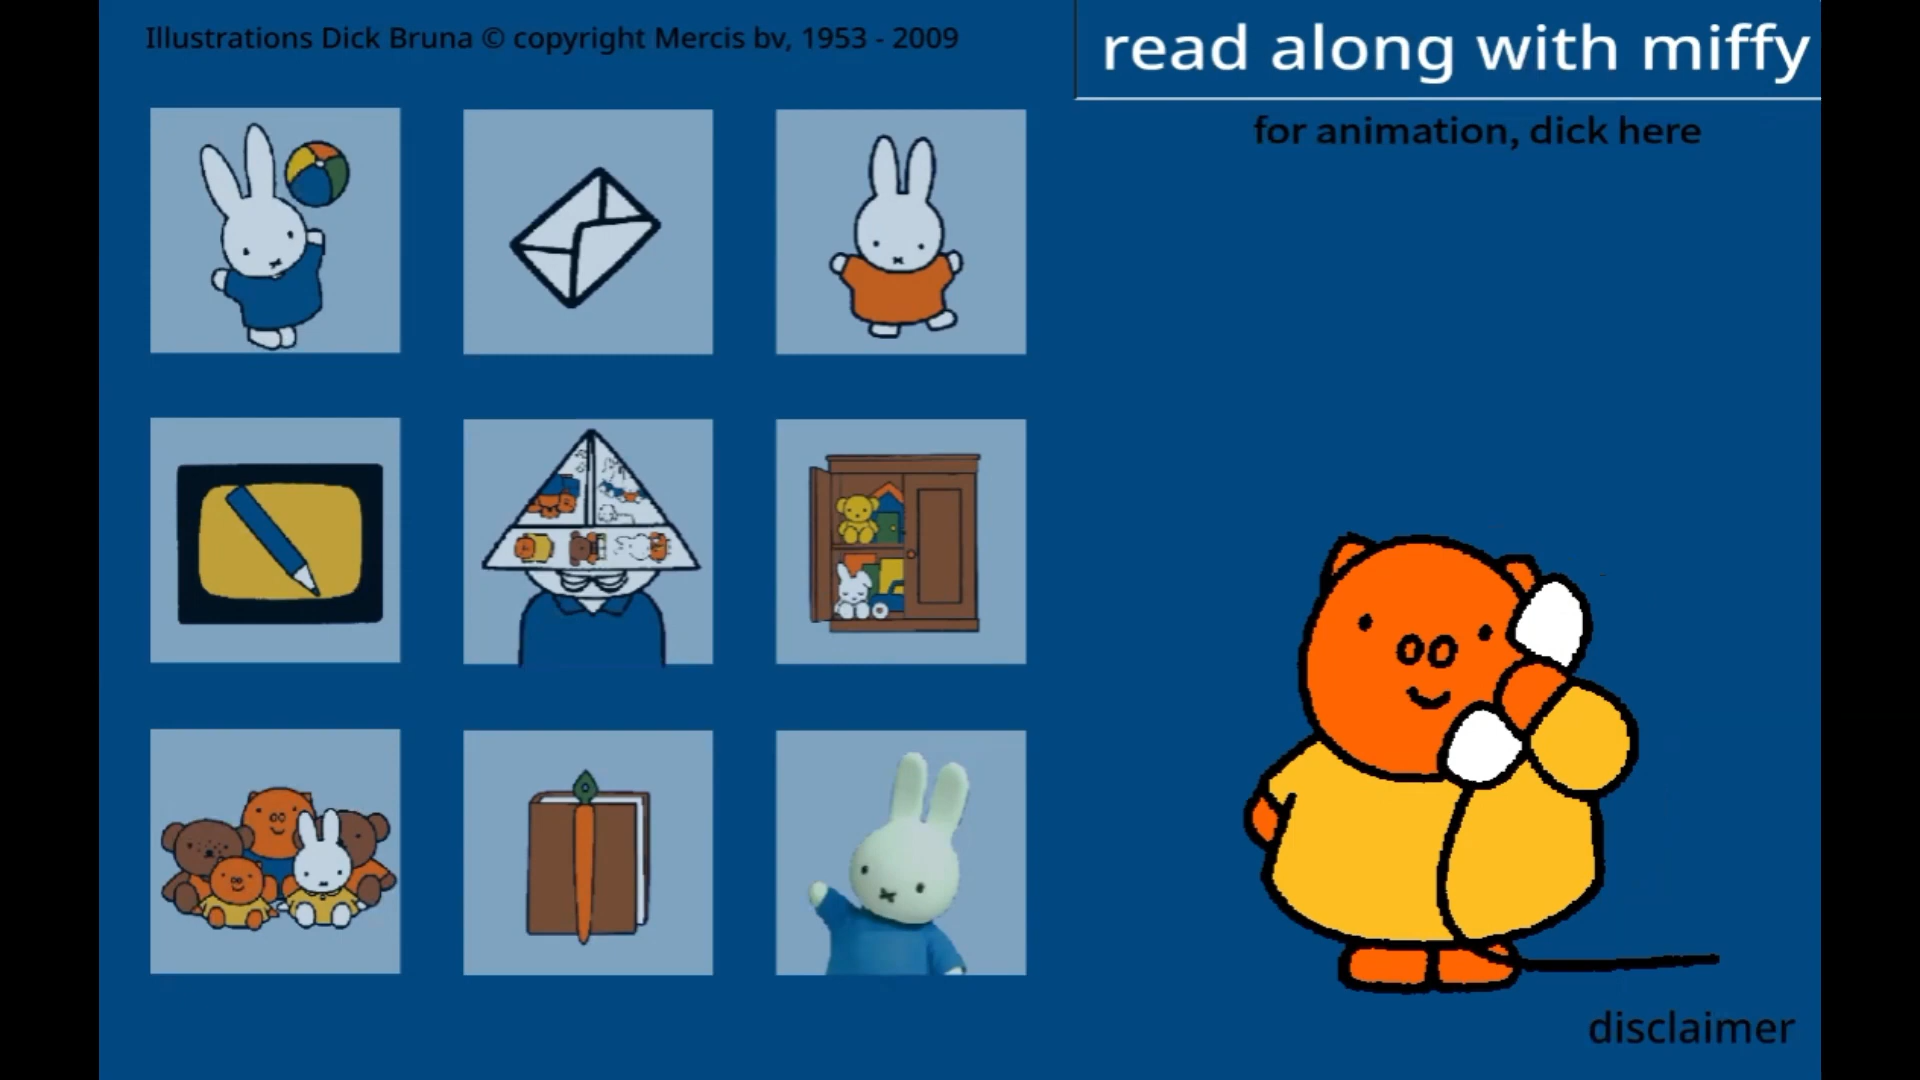 Illustrations Dick Bruna © copyright Mercis bv, 1953 - 2009
read along with miffy
for animation, dick here
disclaimer